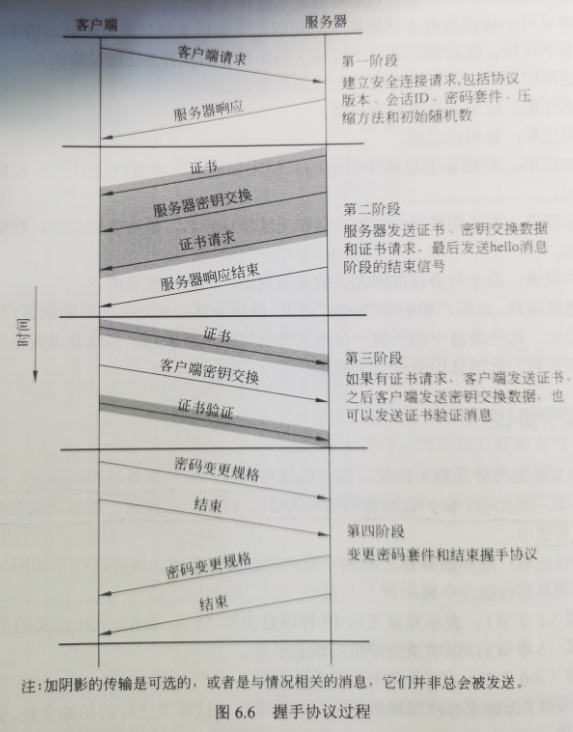 客户端
服务器
客户端请求
服务器响应
第一阶段
建立安全连接请求,包括协议
版本、会话ID、密码套件、压
缩方法和初始随机数
证书
服务器密钥交换
证书请求
服务器响应结束
第二阶段
服务器发送证书、密钥交换数据
和证书请求，最后发送hello消息
阶段的结束信号
时间
证书
客户端密钥交换
证书验证
第三阶段
如果有证书请求，客户端发送证书。
之后客户端发送密钥交换数据，也
可以发送证书验证消息
密码变更规格
结束
密码变更规格
结束
第四阶段
变更密码套件和结束握手协议
注:加阴影的传输是可选的，或者是与情况相关的消息，它们并非总会被发送。
图 6.6 握手协议过程